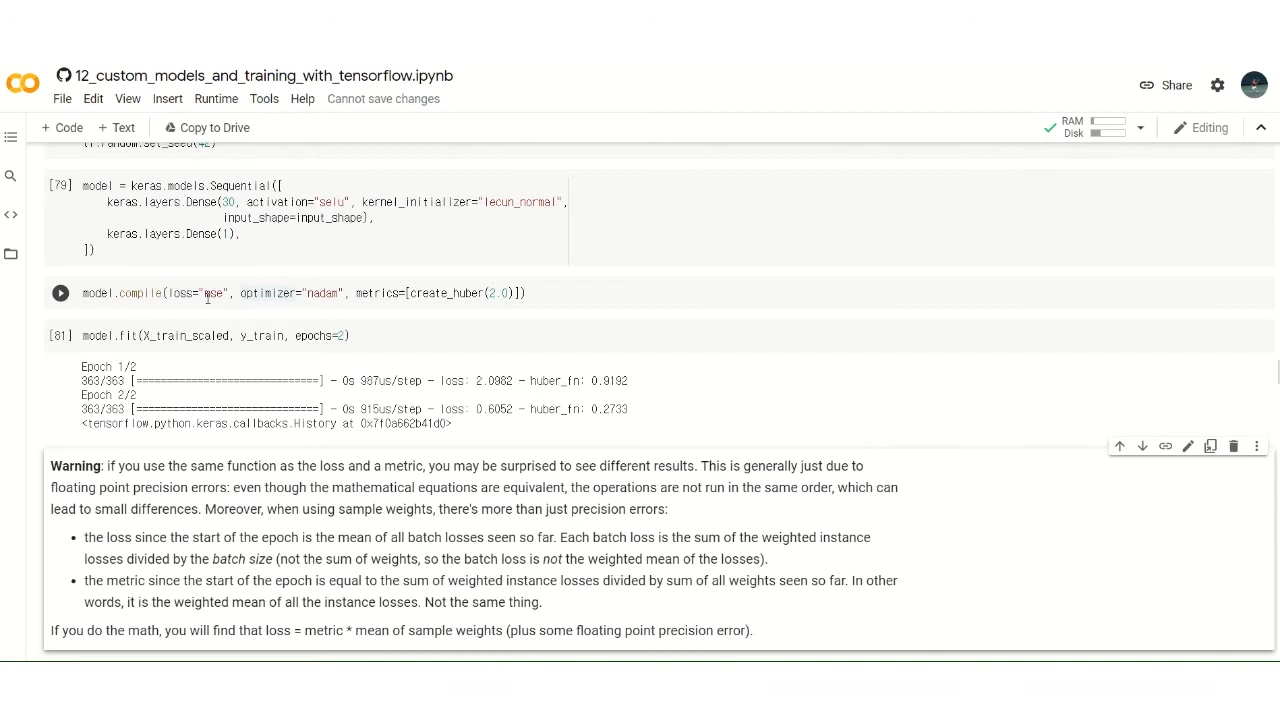 12_custom_models_and_training_with_tensorflow.ipynb
File Edit View Insert Runtime Tools Help Cannot save changes
Share
+ Code + Text Copy to Drive
RAM
Disk
Editing
tf.random.set_seed(42)
[79] model = keras.models.Sequential([
keras.layers.Dense(30, activation="selu", kernel_initializer="lecun_normal",
input_shape=input_shape),
keras.layers.Dense(1),
])
model.compile(loss="mse", optimizer="nadam", metrics=[create_huber(2.0)])
[81] model.fit(X_train_scaled, y_train, epochs=2)
Epoch 1/2
363/363 [==============================] - 0s 987us/step - loss: 2.0982 - huber_fn: 0.9192
Epoch 2/2
363/363 [==============================] - 0s 915us/step - loss: 0.6052 - huber_fn: 0.2733
<tensorflow.python.keras.callbacks.History at 0x7f0a662b41d0>
Warning: if you use the same function as the loss and a metric, you may be surprised to see different results. This is generally just due to
floating point precision errors: even though the mathematical equations are equivalent, the operations are not run in the same order, which can
lead to small differences. Moreover, when using sample weights, there's more than just precision errors:
• the loss since the start of the epoch is the mean of all batch losses seen so far. Each batch loss is the sum of the weighted instance
losses divided by the batch size (not the sum of weights, so the batch loss is not the weighted mean of the losses).
• the metric since the start of the epoch is equal to the sum of weighted instance losses divided by sum of all weights seen so far. In other
words, it is the weighted mean of all the instance losses. Not the same thing.
If you do the math, you will find that loss = metric * mean of sample weights (plus some floating point precision error).